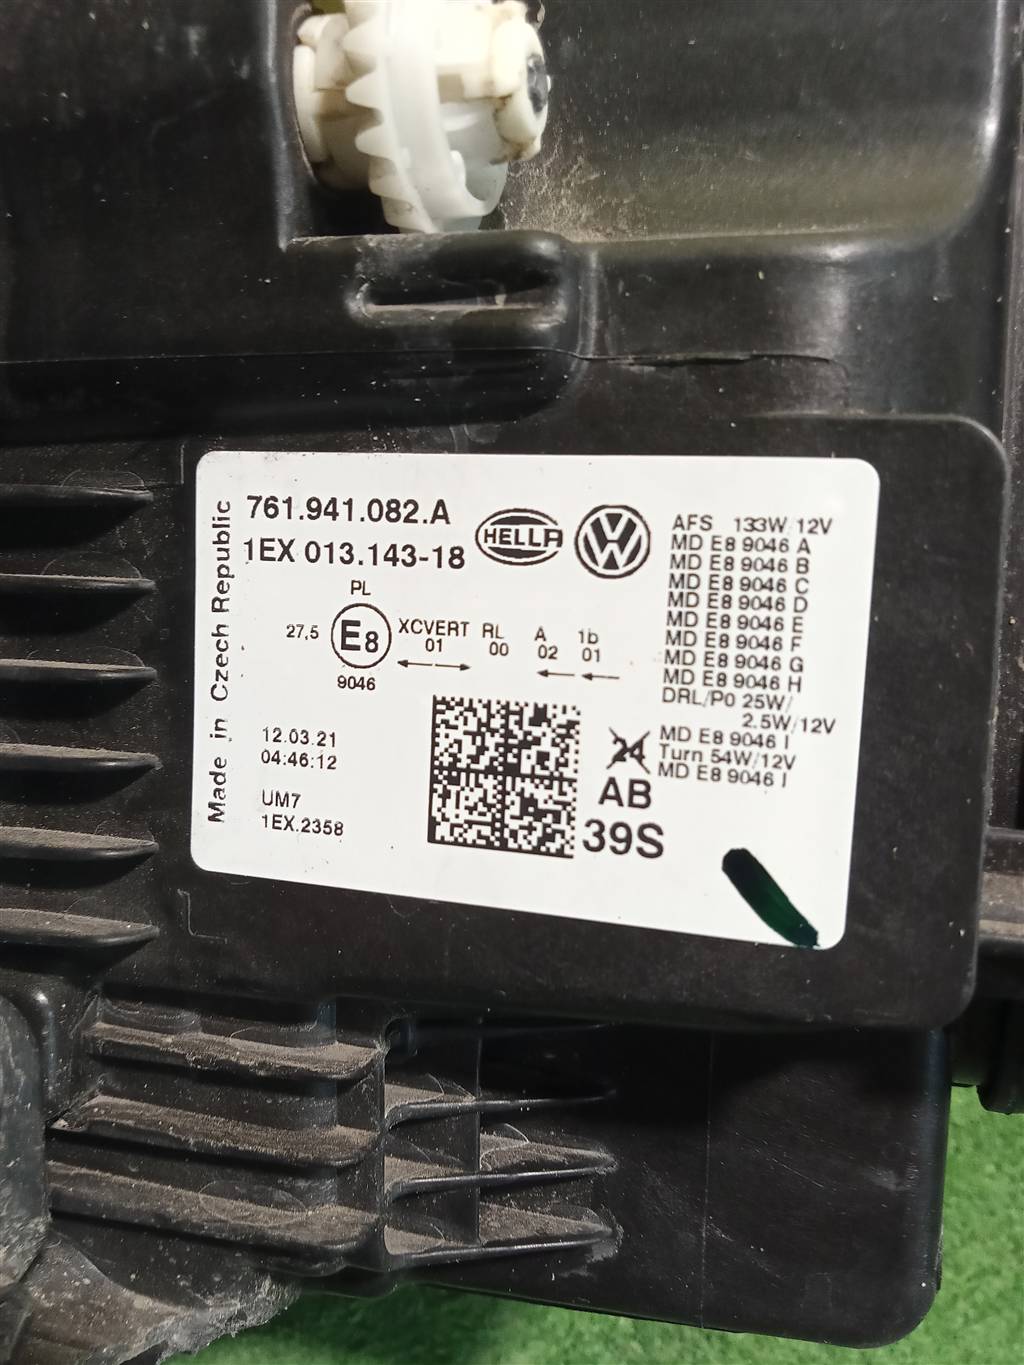 Made in Czech Republic
761.941.082.A
1EX 013.143-18
HELLA
VW
PL
27,5 E8 XCVERT RL A 1b
01 00 02 01
9046
12.03.21
04:46:12
UM7
1EX.2358
24
AB
39S
AFS 133W/12V
MD E8 9046 A
MD E8 9046 B
MD E8 9046 C
MD E8 9046 D
MD E8 9046 E
MD E8 9046 F
MD E8 9046 G
MD E8 9046 H
DRL/P0 25W/
2.5W/12V
MD E8 9046 I
Turn 54W/12V
MD E8 9046 I